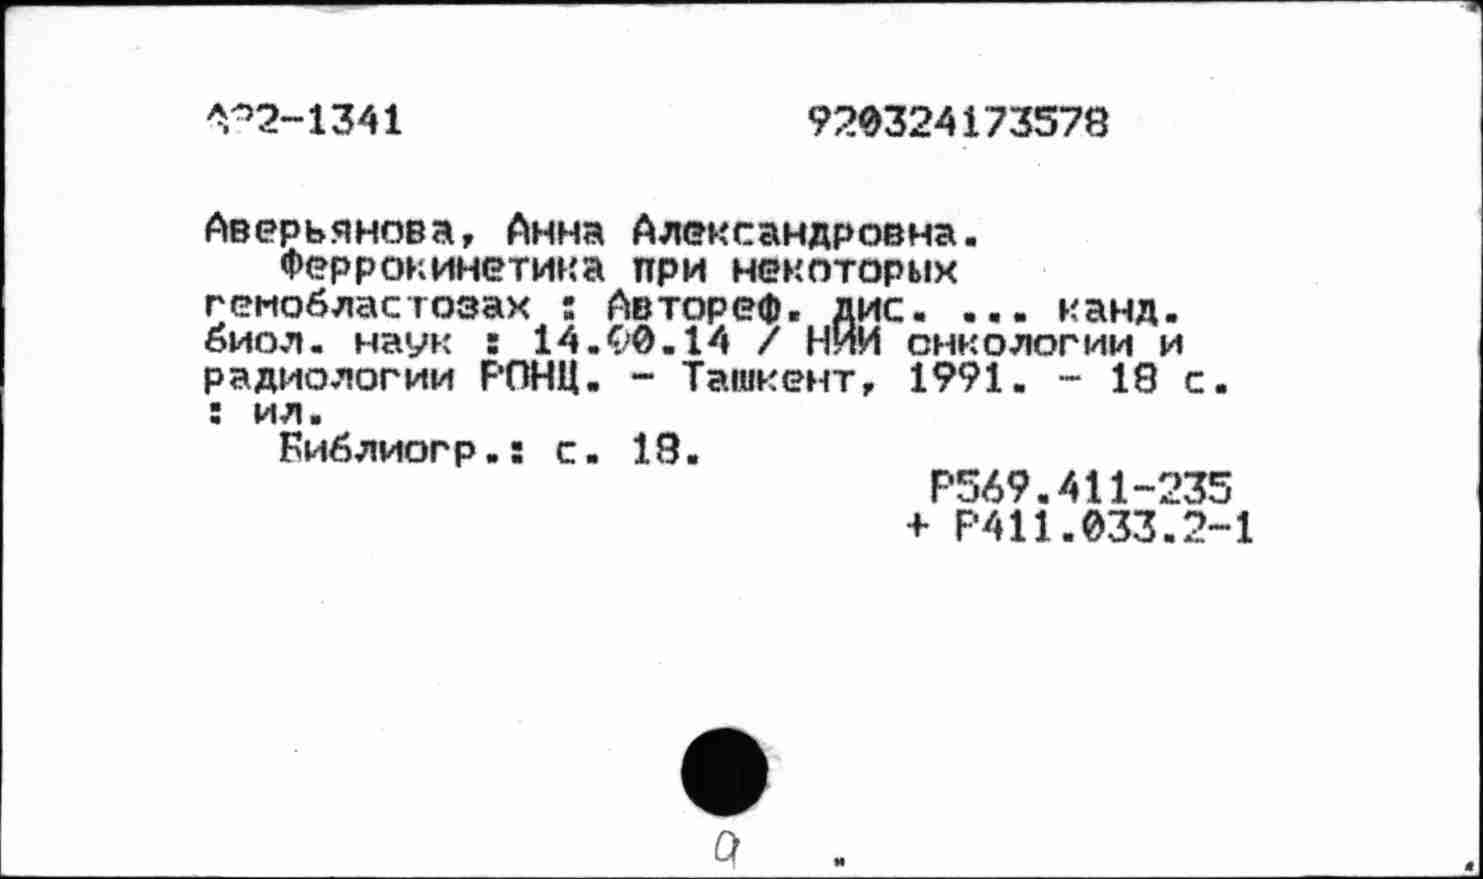 А92-1341 920324173578
Аверьянова, Анна Александровна.
Феррокинетика при некоторых
гемобластозах : Автореф. дис. ... канд.
биол. наук : 14.00.14 / НИИ онкологии и
радиологии РОНЦ. - Ташкент, 1991. - 18 с.
: ил.
Библиогр.: с. 18.
Р569.411-235
+ Р411.033.2-1